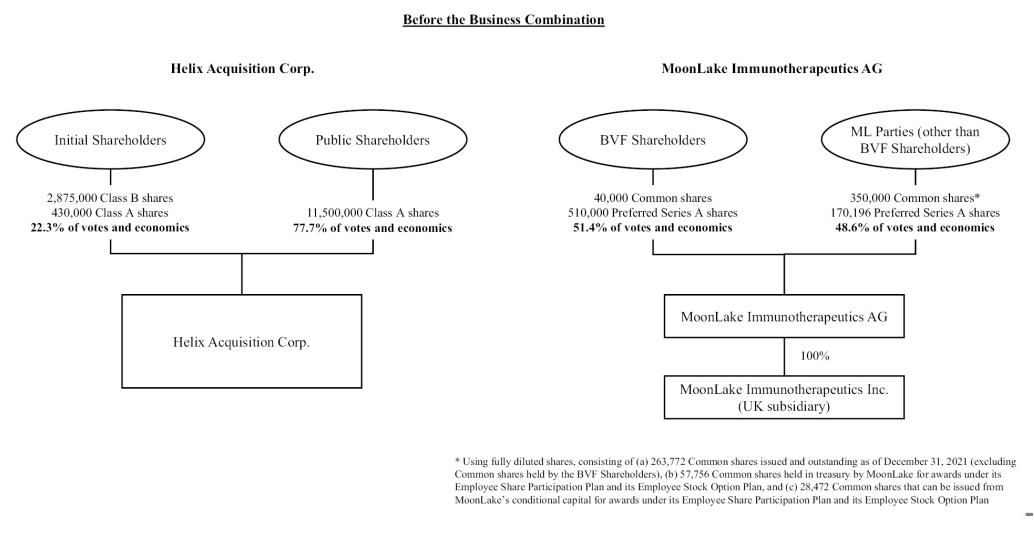 Before the Business Combination
Helix Acquisition Corp.
MoonLake Immunotherapeutics AG
Initial Shareholders
Public Shareholders
BVF Shareholders
ML Parties (other than
BVF Shareholders)
2,875,000 Class B shares
430,000 Class A shares
22.3% of votes and economics
11,500,000 Class A shares
77.7% of votes and economics
40,000 Common shares
510,000 Preferred Series A shares
51.4% of votes and economics
350,000 Common shares*
170,196 Preferred Series A shares
48.6% of votes and economics
Helix Acquisition Corp.
MoonLake Immunotherapeutics AG
100%
MoonLake Immunotherapeutics Inc.
(UK subsidiary)
* Using fully diluted shares, consisting of (a) 263,772 Common shares issued and outstanding as of December 31, 2021 (excluding
Common shares held by the BVF Shareholders), (b) 57,756 Common shares held in treasury by MoonLake for awards under its
Employee Share Participation Plan and its Employee Stock Option Plan, and (c) 28,472 Common shares that can be issued from
MoonLake's conditional capital for awards under its Employee Share Participation Plan and its Employee Stock Option Plan